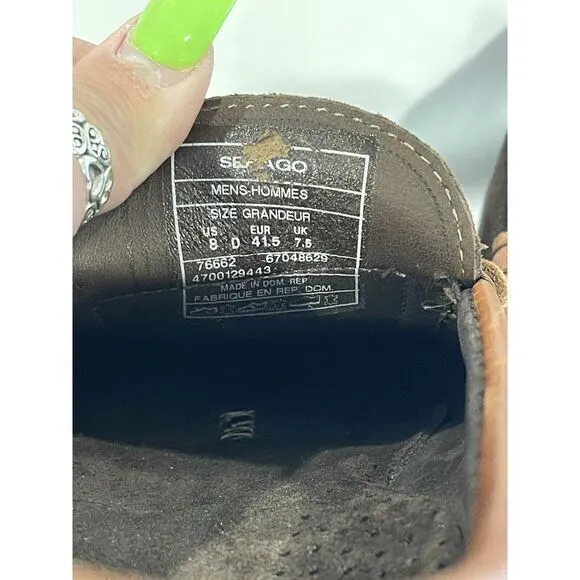 SEBAGO
MENS-HOMMES
SIZE GRANDEUR
US EUR UK
8 D 41.5 7.5
76662 67048629
4700129443
MADE IN DOM. REP.
FABRIQUE EN REP. DOM.